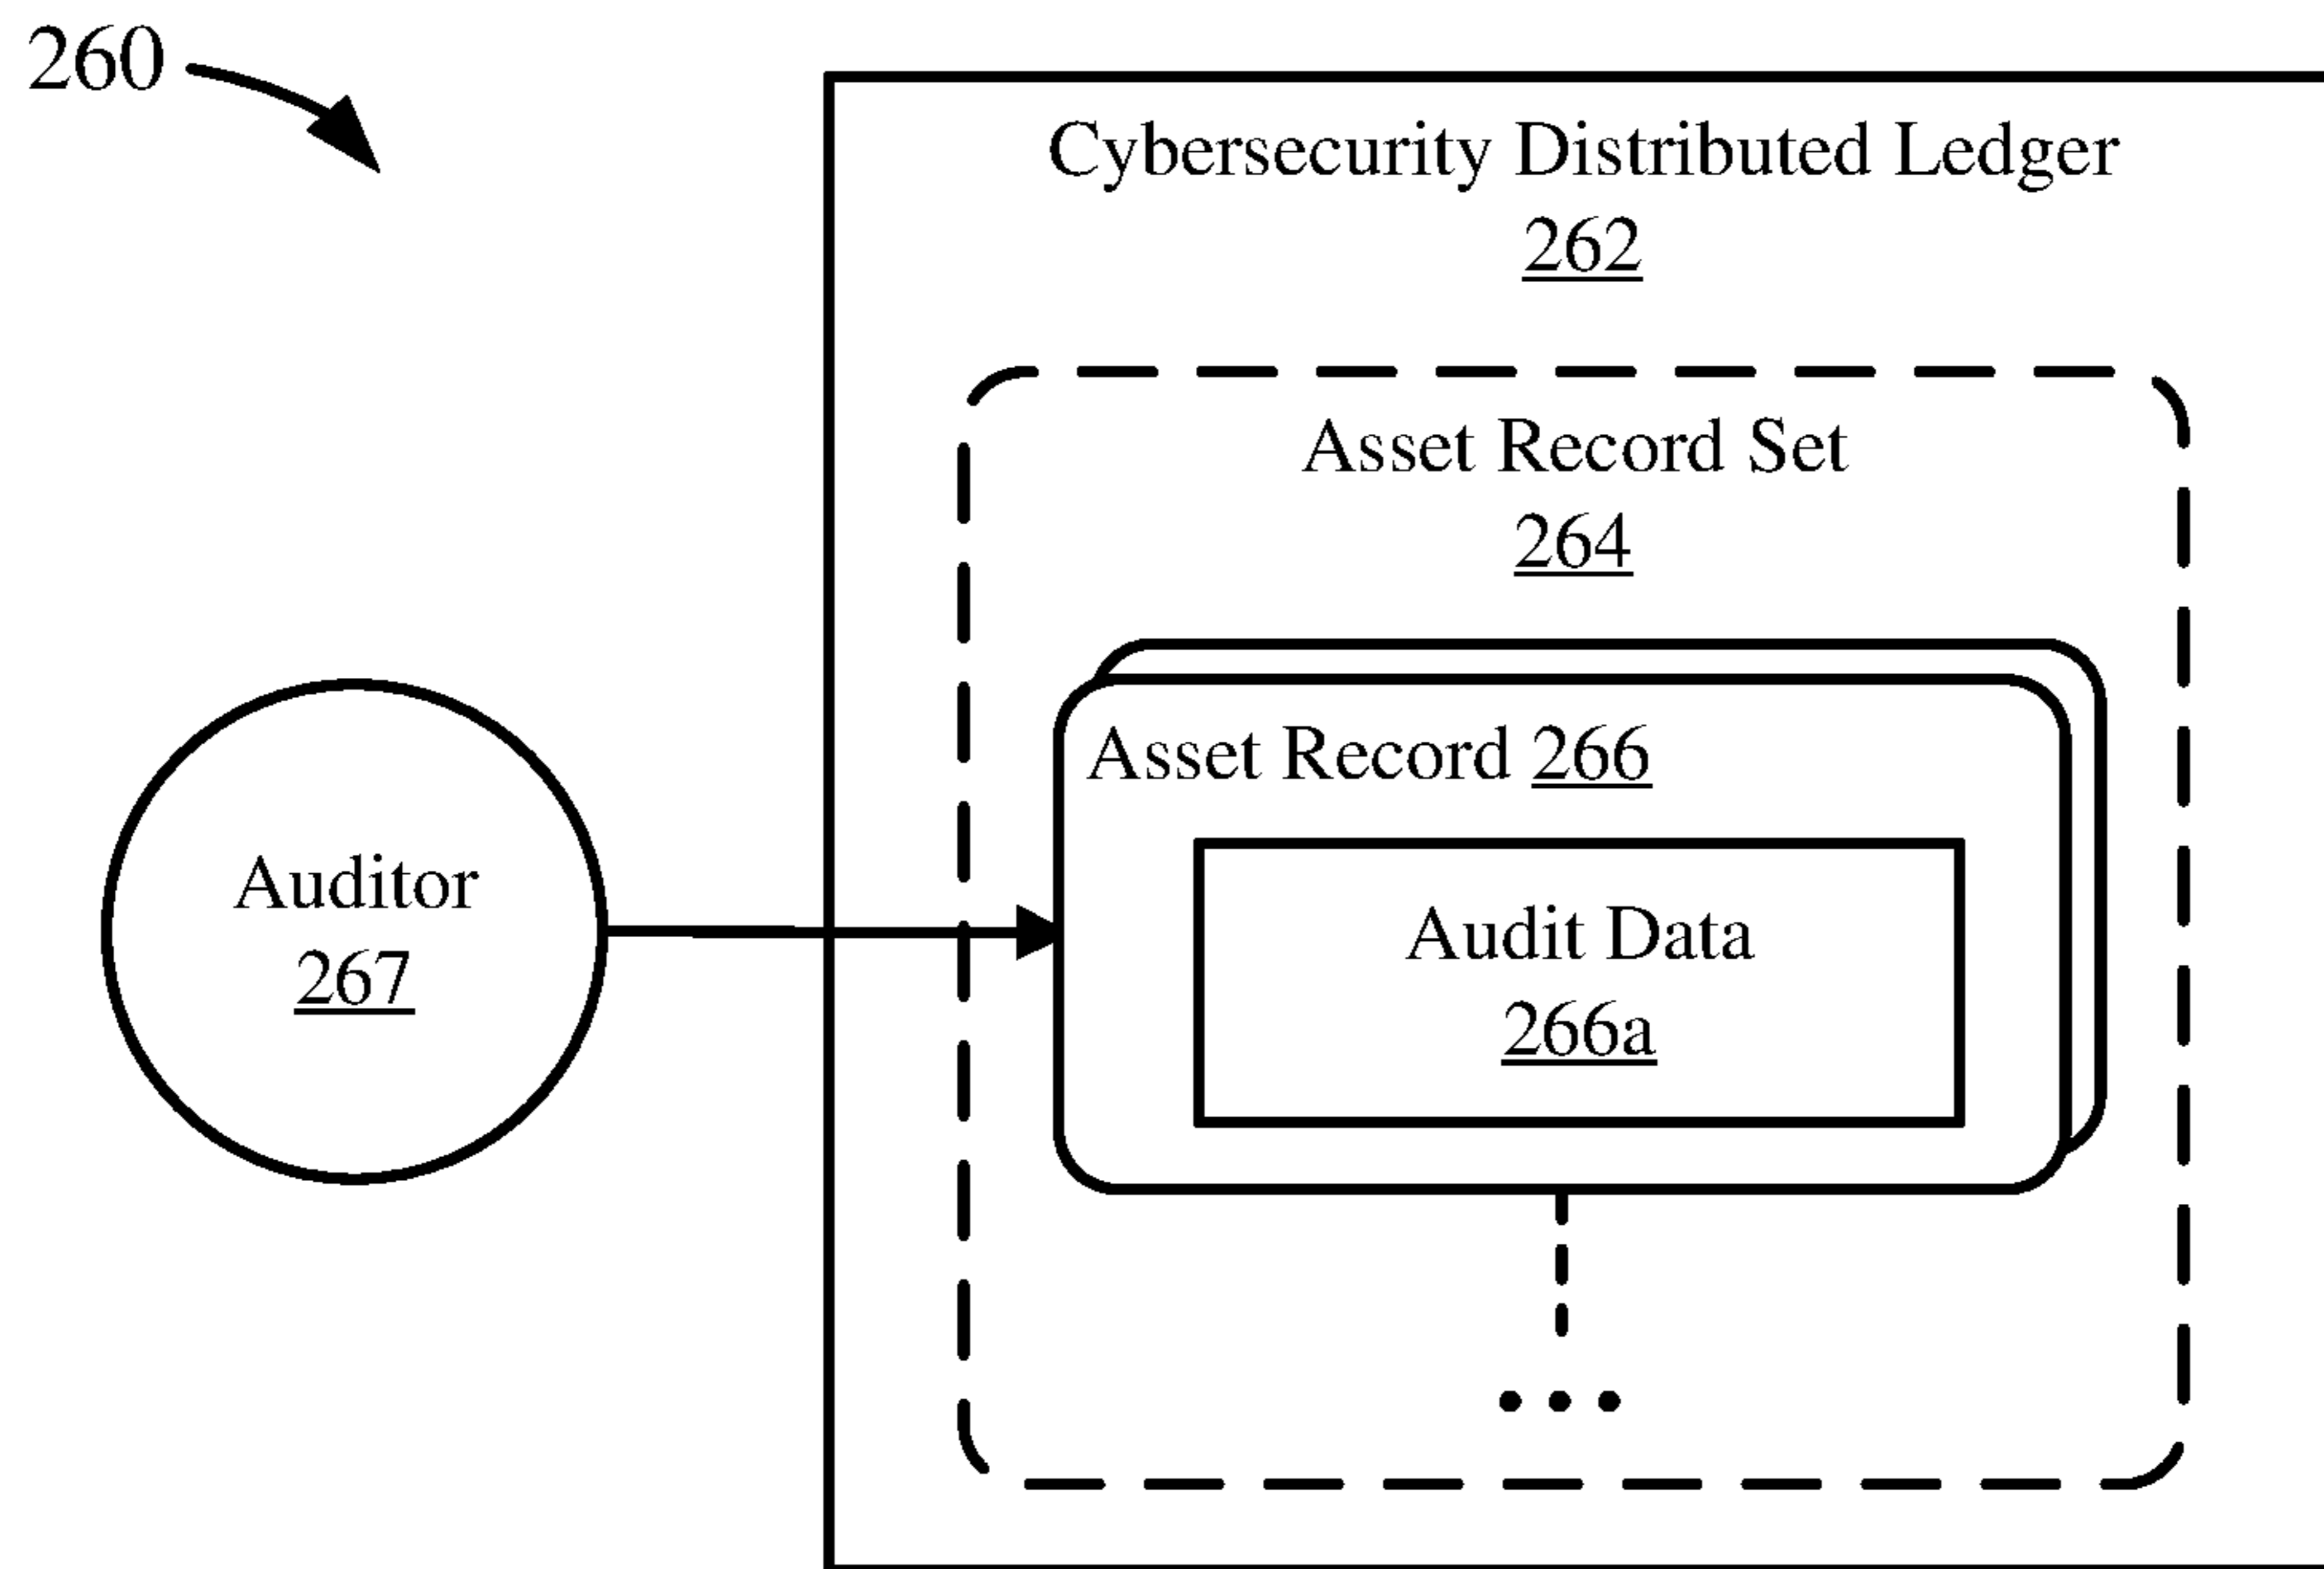 260
Cybersecurity Distributed Ledger
262
Asset Record Set
264
Asset Record 266
Auditor
267
Audit Data
266a